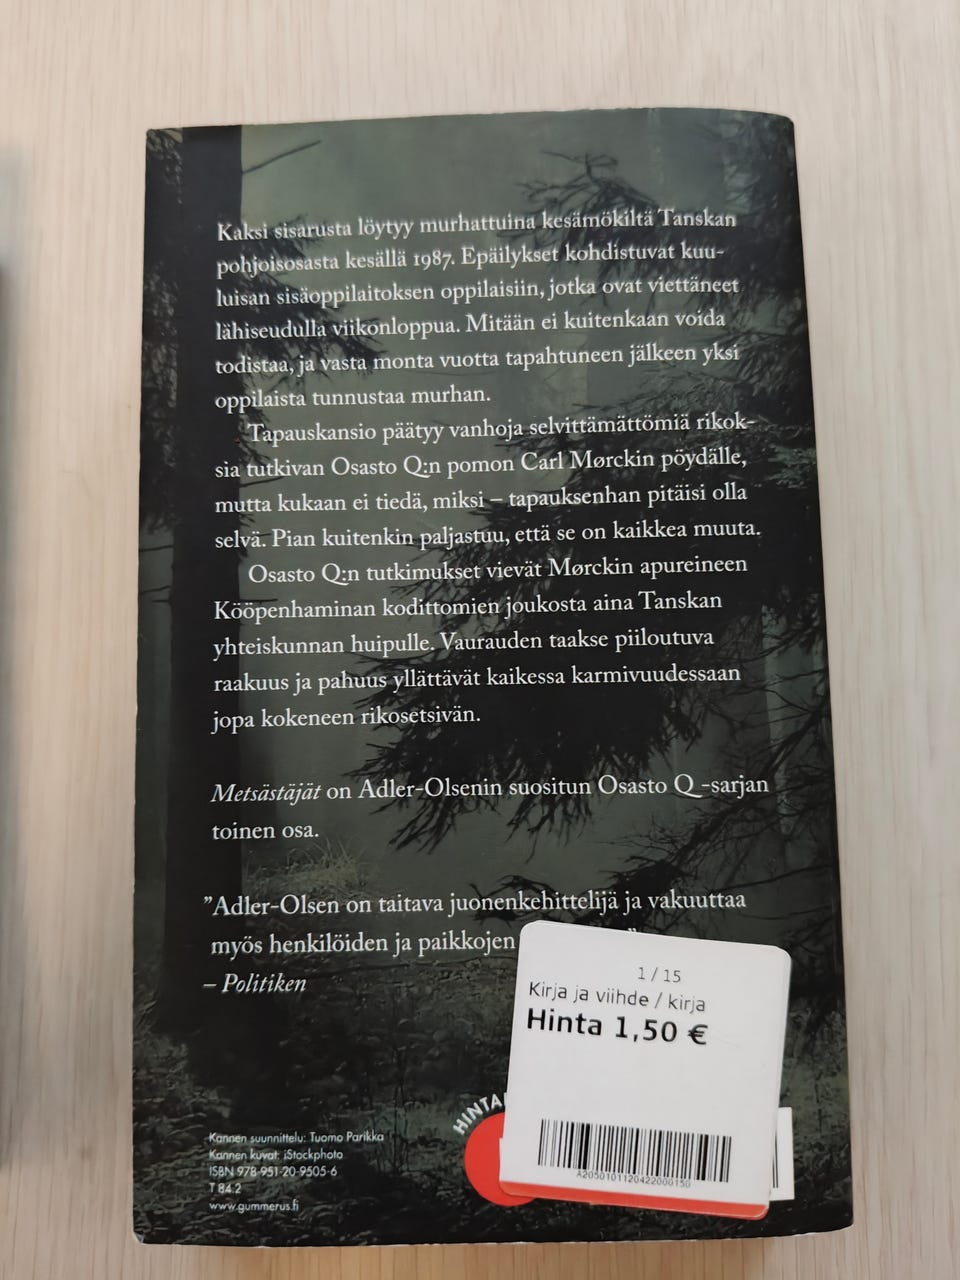 Kaksi sisarusta löytyy murhattuina kesämökiltä Tanskan
pohjoisosasta kesällä 1987. Epäilykset kohdistuvat kuu-
luisan sisäoppilaitoksen oppilaisiin, jotka ovat viettäneet
lähiseudulla viikonloppua. Mitään ei kuitenkaan voida
todistaa, ja vasta monta vuotta tapahtuneen jälkeen yksi
oppilaista tunnustaa murhan.
Tapauskansio päätyy vanhoja selvittämättömiä rikok-
sia tutkivan Osasto Q:n pomon Carl Mørckin pöydälle,
mutta kukaan ei tiedä, miksi – tapauksenhan pitäisi olla
selvä. Pian kuitenkin paljastuu, että se on kaikkea muuta.
Osasto Q:n tutkimukset vievät Mørckin apureineen
Kööpenhaminan kodittomien joukosta aina Tanskan
yhteiskunnan huipulle. Vaurauden taakse piiloutuva
raakuus ja pahuus yllättävät kaikessa karmivuudessaan
jopa kokeneen rikosetsivän.
Metsästäjät on Adler-Olsenin suositun Osasto Q -sarjan
toinen osa.
”Adler-Olsen on taitava juonenkehittelijä ja vakuuttaa
myös henkilöiden ja paikkojen
– Politiken
1 / 15
Kirja ja viihde / kirja
Hinta 1,50 €
A2050101120422000150
Kannen suunnittelu: Tuomo Parikka
Kannen kuvat: iStockphoto
ISBN 978-951-20-9505-6
T 84.2
www.gummerus.fi